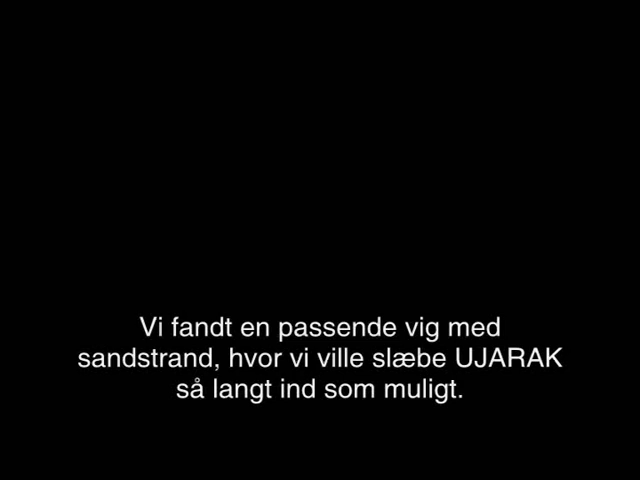 Vi fandt en passende vig med
sandstrand, hvor vi ville slæbe UJARAK
så langt ind som muligt.